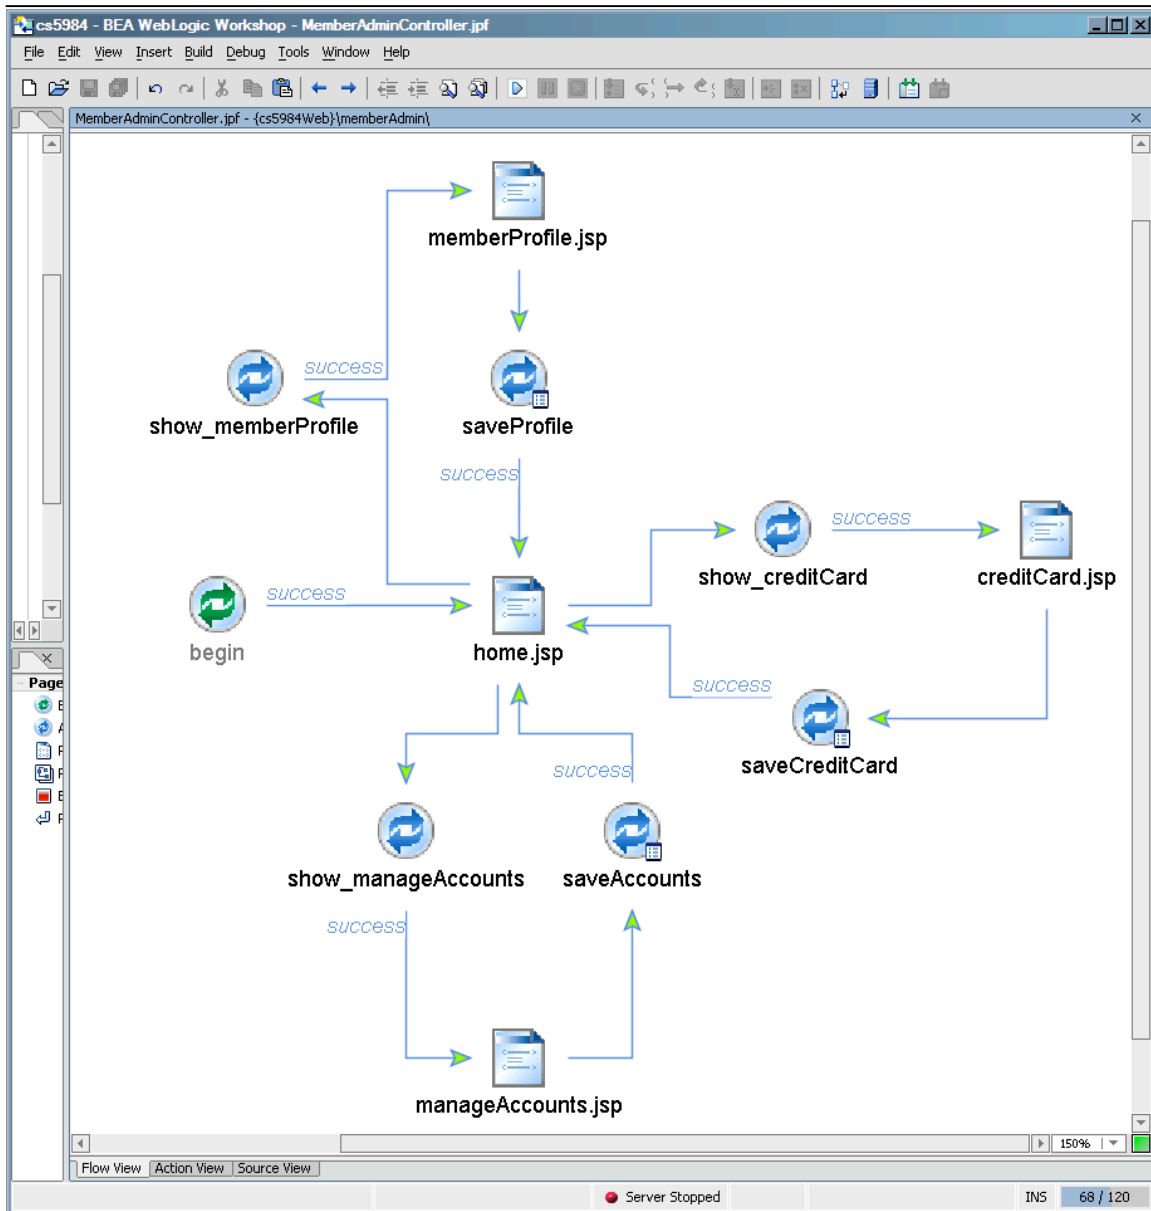 cs5984 - BEA WebLogic Workshop - MemberAdminController.jpf
File Edit View Insert Build Debug Tools Window Help
MemberAdminController.jpf - {cs5984Web}\memberAdmin\
memberProfile.jsp
success
show_memberProfile
saveProfile
success
success
show_creditCard
creditCard.jsp
success
begin
home.jsp
success
saveCreditCard
Page
E
A
P
P
E
success
show_manageAccounts
saveAccounts
success
manageAccounts.jsp
150%
Flow View Action View Source View
Server Stopped INS 68 / 120